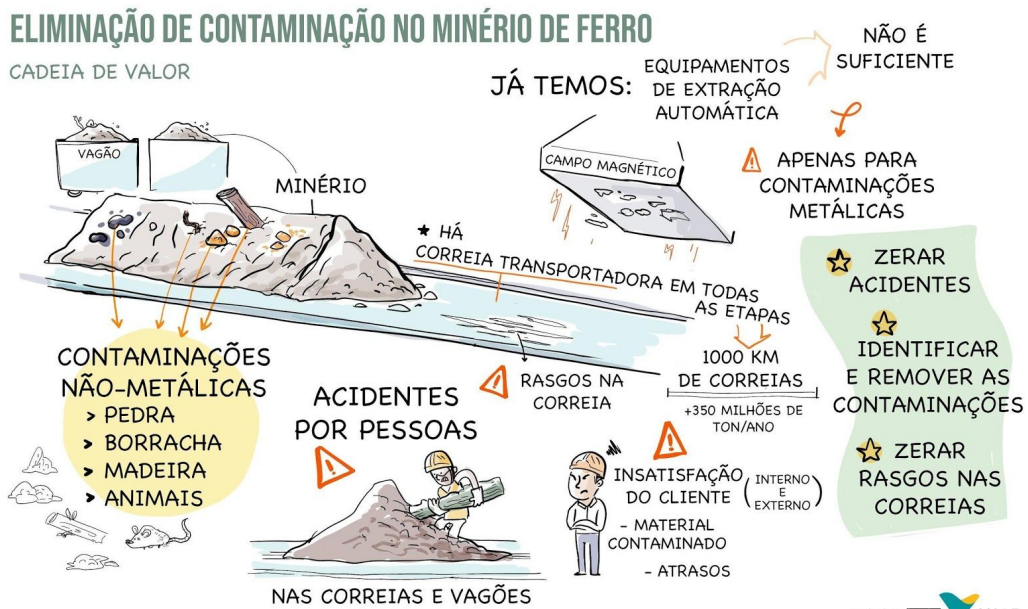 ELIMINAÇÃO DE CONTAMINAÇÃO NO MINÉRIO DE FERRO
CADEIA DE VALOR
VAGÃO
MINÉRIO
JÁ TEMOS:
EQUIPAMENTOS
DE EXTRAÇÃO
AUTOMÁTICA
NÃO É
SUFICIENTE
CAMPO MAGNÉTICO
APENAS PARA
CONTAMINAÇÕES
METÁLICAS
★ HÁ
CORREIA TRANSPORTADORA EM TODAS
AS ETAPAS
1000 KM
DE CORREIAS
+350 MILHÕES DE
TON/ANO
RASGOS NA
CORREIA
CONTAMINAÇÕES
NÃO-METÁLICAS
> PEDRA
> BORRACHA
> MADEIRA
> ANIMAIS
ACIDENTES
POR PESSOAS
NAS CORREIAS E VAGÕES
INSATISFAÇÃO
DO CLIENTE
(INTERNO
E
EXTERNO)
- MATERIAL
CONTAMINADO
- ATRASOS
ZERAR
ACIDENTES
IDENTIFICAR
E REMOVER AS
CONTAMINAÇÕES
ZERAR
RASGOS NAS
CORREIAS